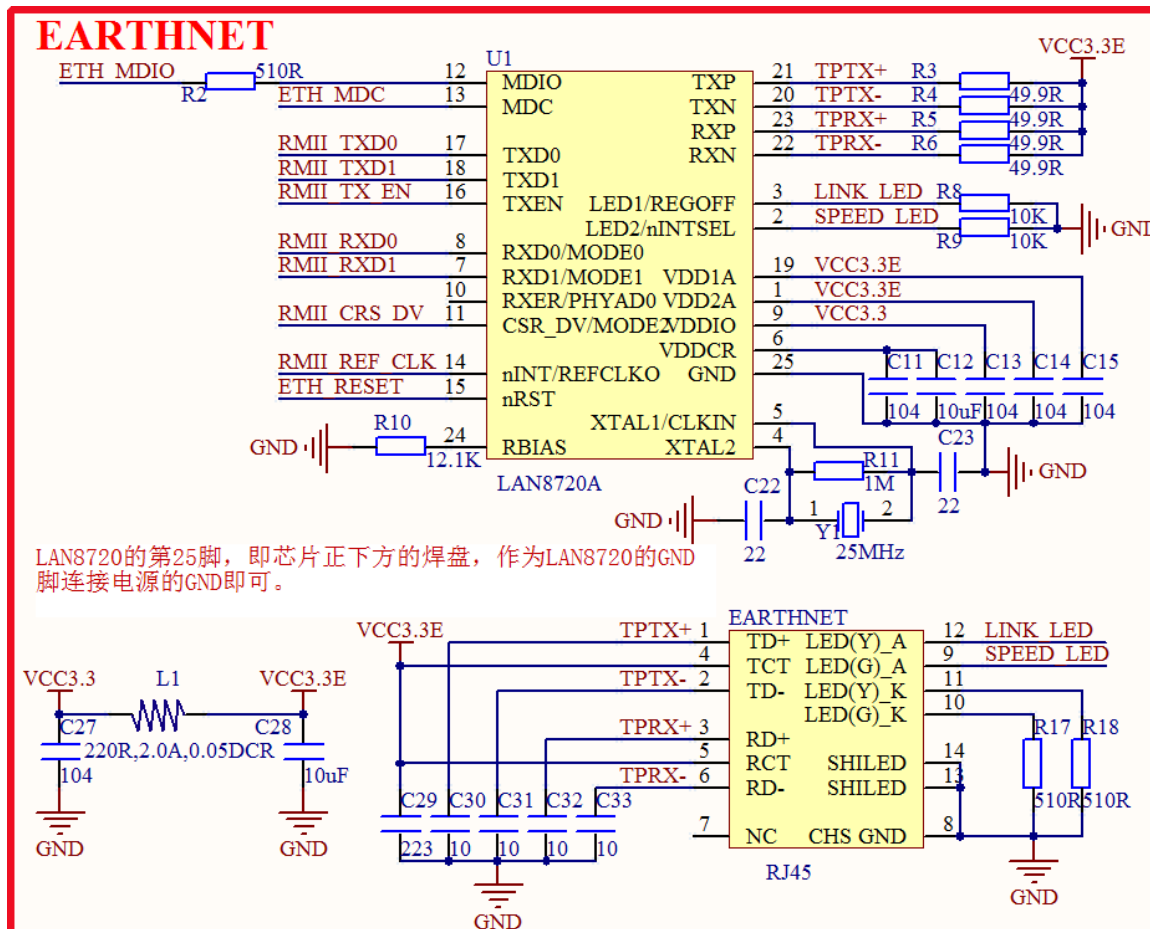 EARTHNET
ETH_MDIO R2 510R
ETH_MDC
RMII_TXD0
RMII_TXD1
RMII_TX_EN
RMII_RXD0
RMII_RXD1
RMII_CRS_DV
RMII_REF_CLK
ETH_RESET
GND R10 12.1K
U1
12 MDIO TXP 21
13 MDC TXN 20
RXP 23
17 TXD0 RXN 22
18 TXD1
16 TXEN LED1/REGOFF 3
LED2/nINTSEL 2
8 RXD0/MODE0
7 RXD1/MODE1 VDD1A 19
10 RXER/PHYAD0 VDD2A 1
11 CSR_DV/MODE2 VDDIO 9
VDDCR 6
14 nINT/REFCLKO GND 25
15 nRST
XTAL1/CLKIN 5
24 RBIAS XTAL2 4
LAN8720A
VCC3.3E
TPTX+ R3 49.9R
TPTX- R4 49.9R
TPRX+ R5 49.9R
TPRX- R6 49.9R
LINK_LED R8 10K
SPEED_LED R9 10K
GND
VCC3.3E
VCC3.3E
VCC3.3
C11 C12 C13 C14 C15
104 10uF 104 104 104
R11 1M
C23 22
GND
GND C22 22
1 Y1 2
25MHz
LAN8720的第25脚，即芯片正下方的焊盘，作为LAN8720的GND
脚连接电源的GND即可。
VCC3.3 L1 VCC3.3E
C27 C28
220R,2.0A,0.05DCR
104 10uF
GND GND
VCC3.3E
TPTX+
TPTX-
TPRX+
TPRX-
C29 C30 C31 C32 C33
223 10 10 10 10
GND
EARTHNET
1 TD+ LED(Y)_A 12 LINK_LED
4 TCT LED(G)_A 9 SPEED_LED
2 TD- LED(Y)_K 11
LED(G)_K 10
3 RD+
5 RCT SHILED 14
6 RD- SHILED 13
7 NC CHS GND 8
RJ45
R17 R18
510R 510R
GND